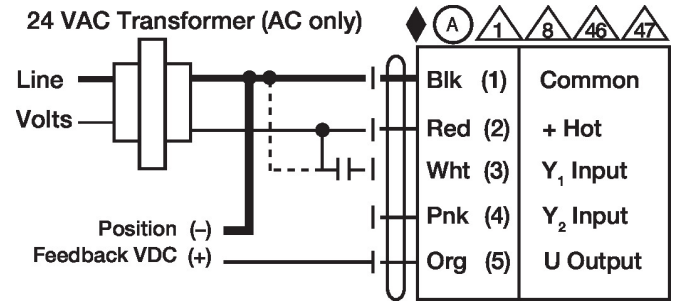 24 VAC Transformer (AC only)
A 1 8 46 47
Line
Volts
Blk (1) Common
Red (2) + Hot
Wht (3) Y1 Input
Pnk (4) Y2 Input
Org (5) U Output
Position (–)
Feedback VDC (+)